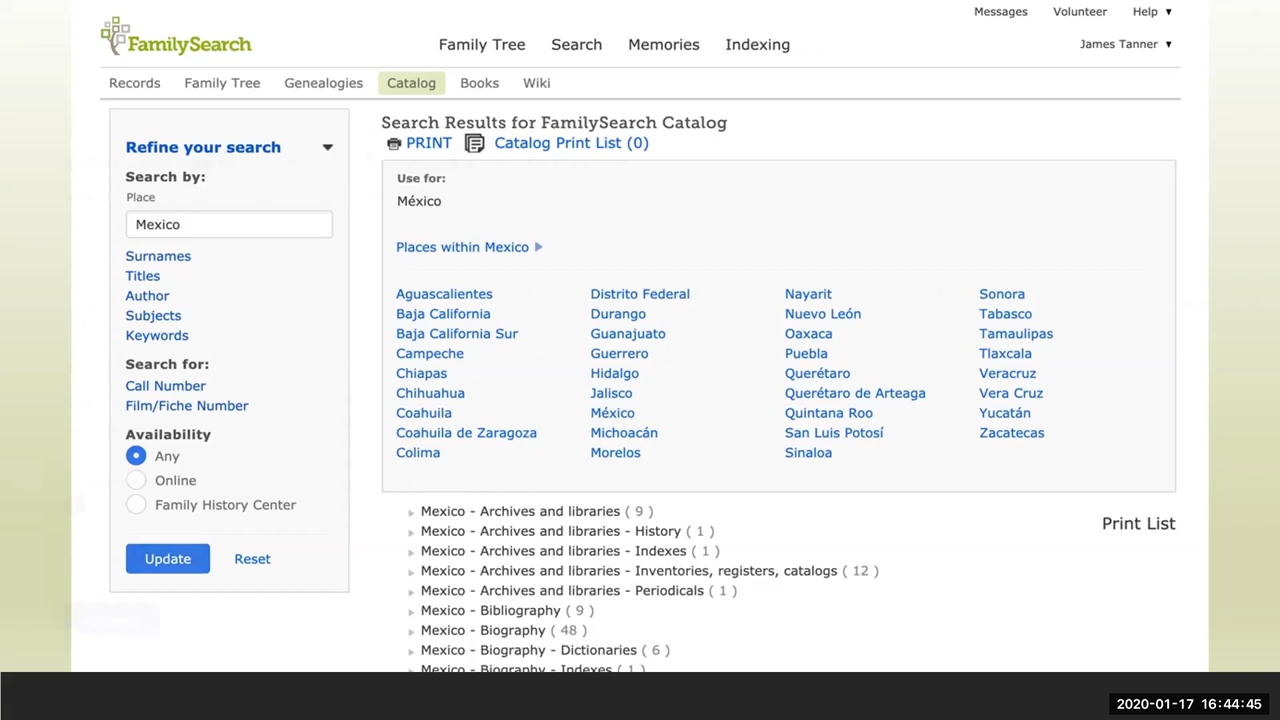 Messages Volunteer Help ▼
FamilySearch
Family Tree Search Memories Indexing
James Tanner ▼
Records Family Tree Genealogies Catalog Books Wiki
Refine your search
Search by:
Place
Mexico
Surnames
Titles
Author
Subjects
Keywords
Search for:
Call Number
Film/Fiche Number
Availability
Any
Online
Family History Center
Update Reset
Search Results for FamilySearch Catalog
PRINT Catalog Print List (0)
Use for:
México
Places within Mexico
Aguascalientes Distrito Federal Nayarit Sonora
Baja California Durango Nuevo León Tabasco
Baja California Sur Guanajuato Oaxaca Tamaulipas
Campeche Guerrero Puebla Tlaxcala
Chiapas Hidalgo Querétaro Veracruz
Chihuahua Jalisco Querétaro de Arteaga Vera Cruz
Coahuila México Quintana Roo Yucatán
Coahuila de Zaragoza Michoacán San Luis Potosí Zacatecas
Colima Morelos Sinaloa
Mexico - Archives and libraries ( 9 )
Print List
Mexico - Archives and libraries - History ( 1 )
Mexico - Archives and libraries - Indexes ( 1 )
Mexico - Archives and libraries - Inventories, registers, catalogs ( 12 )
Mexico - Archives and libraries - Periodicals ( 1 )
Mexico - Bibliography ( 9 )
Mexico - Biography ( 48 )
Mexico - Biography - Dictionaries ( 6 )
Mexico - Biography - Indexes ( 1 )
2020-01-17 16:44:45